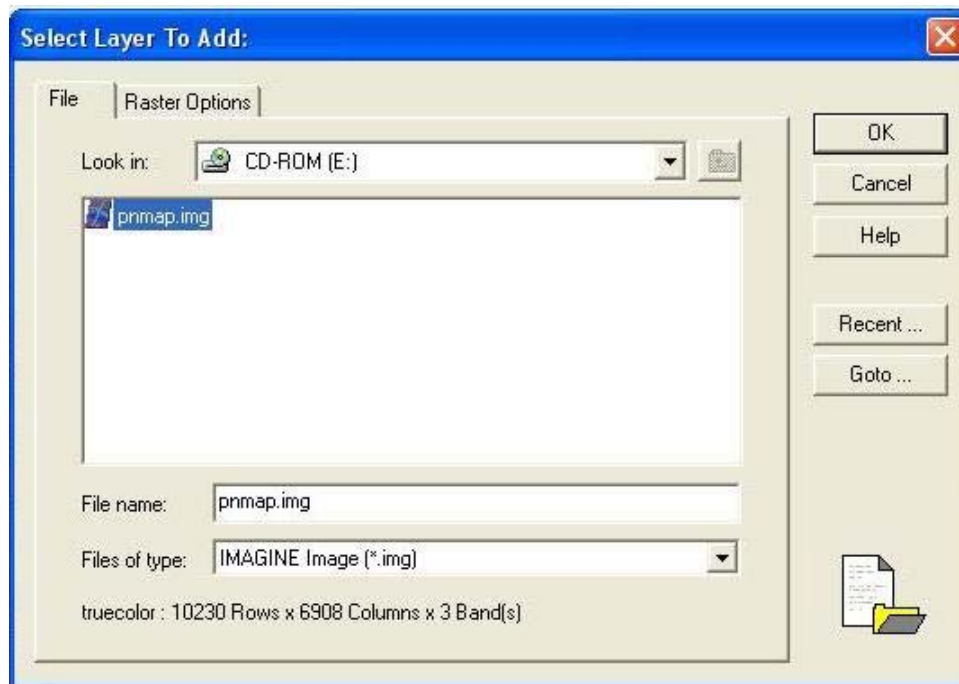 Select Layer To Add:
File
Raster Options
Look in:
CD-ROM (E:)
OK
Cancel
Help
Recent ...
Goto ...
pnmap.img
File name:
pnmap.img
Files of type:
IMAGINE Image (*.img)
truecolor : 10230 Rows x 6908 Columns x 3 Band(s)